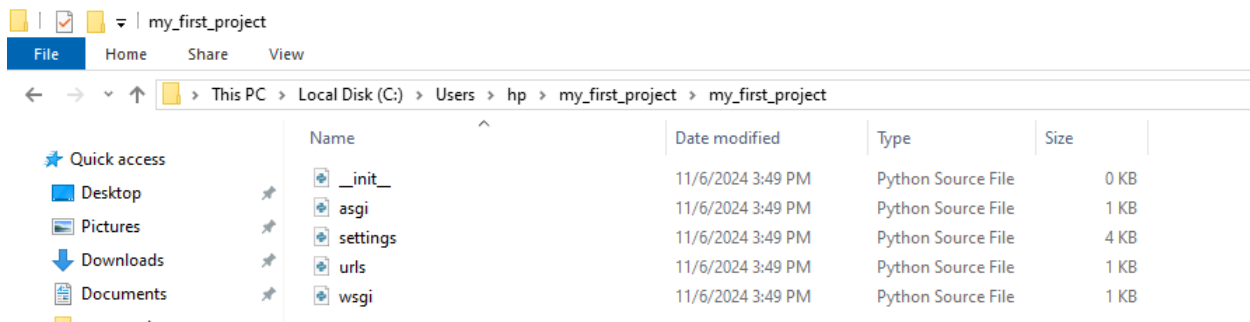 my_first_project
File Home Share View
This PC > Local Disk (C:) > Users > hp > my_first_project > my_first_project
Name Date modified Type Size
Quick access
Desktop
Pictures
Downloads
Documents
__init__ 11/6/2024 3:49 PM Python Source File 0 KB
asgi 11/6/2024 3:49 PM Python Source File 1 KB
settings 11/6/2024 3:49 PM Python Source File 4 KB
urls 11/6/2024 3:49 PM Python Source File 1 KB
wsgi 11/6/2024 3:49 PM Python Source File 1 KB